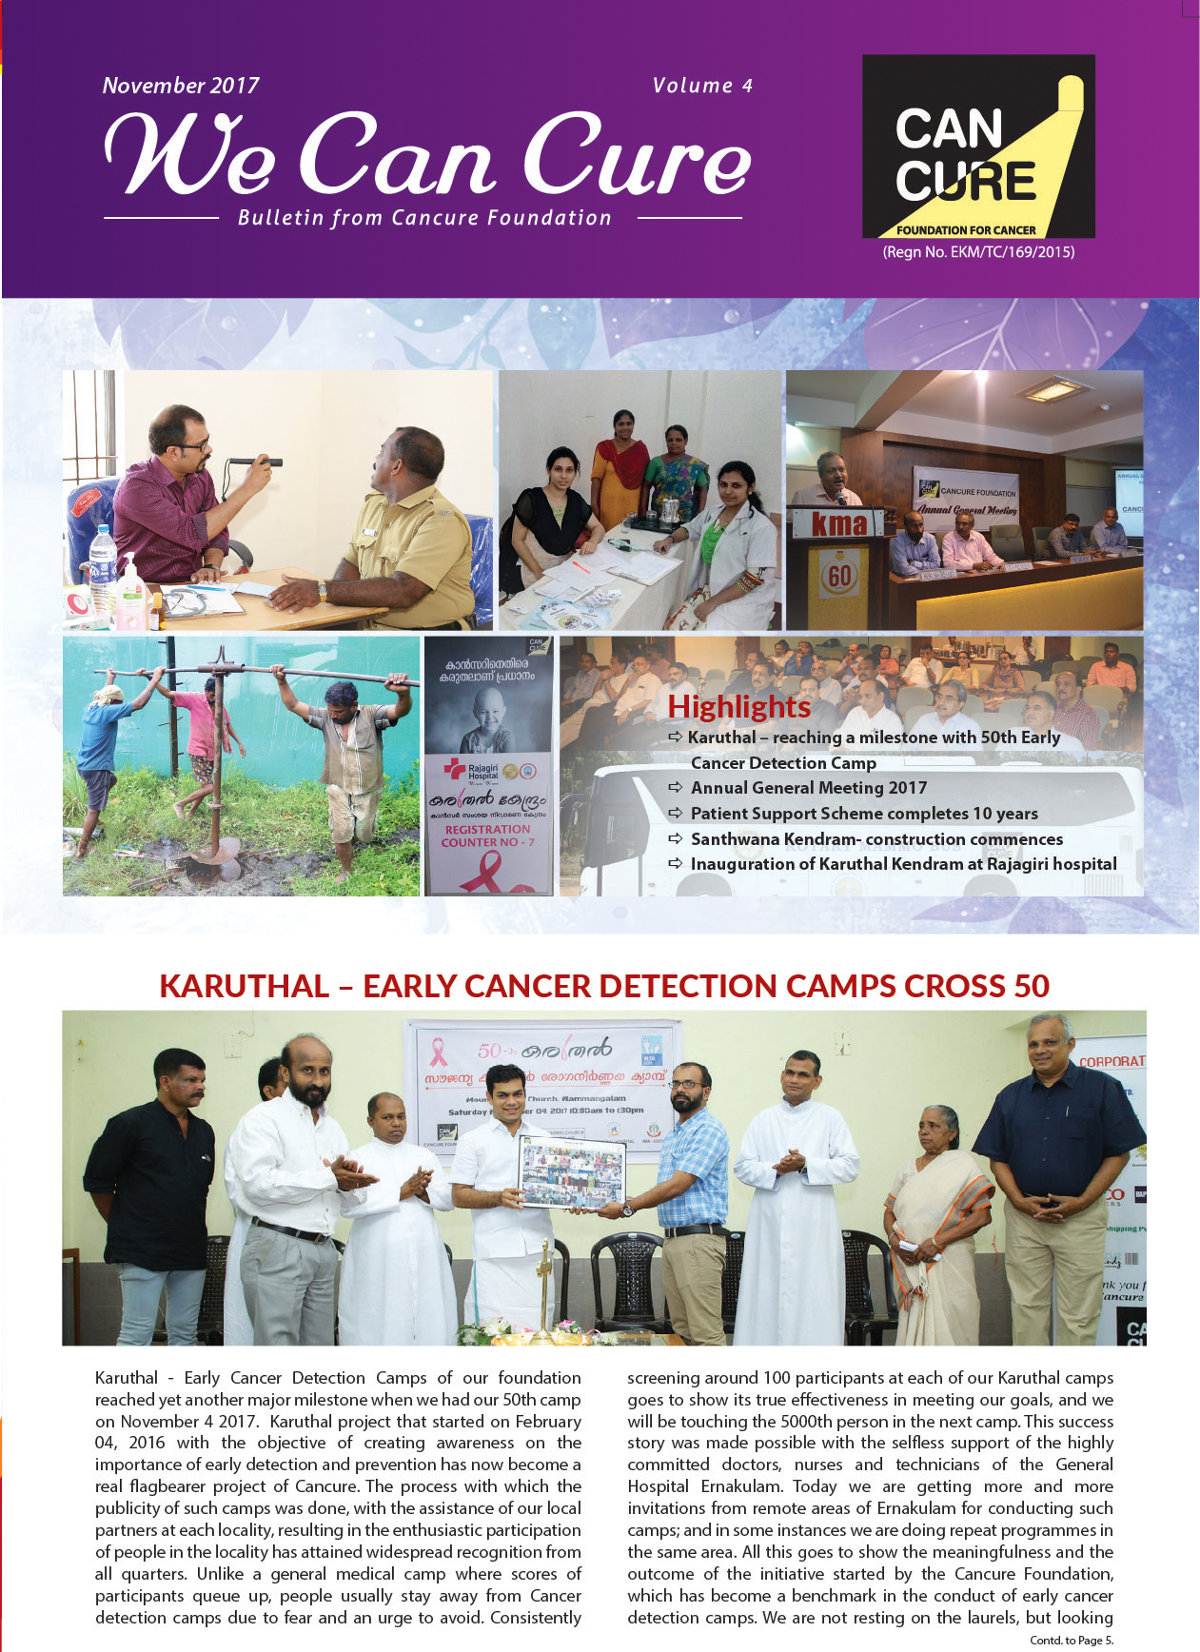 November 2017
Volume 4
We Can Cure
Bulletin from Cancure Foundation
CAN
CURE
FOUNDATION FOR CANCER
(Regn No. EKM/TC/169/2015)
CANCURE FOUNDATION
Annual General Meeting
kma
60
CAN
CURE
കാൻസറിനെതിരെ
കരുതലാണ് പ്രധാനം
Rajagiri
Hospital
കരുതൽ കേന്ദ്രം
കാൻസർ സംശയ നിവാരണ കേന്ദ്രം
REGISTRATION
COUNTER NO - 7
Highlights
⇨ Karuthal – reaching a milestone with 50th Early
Cancer Detection Camp
⇨ Annual General Meeting 2017
⇨ Patient Support Scheme completes 10 years
⇨ Santhwana Kendram- construction commences
⇨ Inauguration of Karuthal Kendram at Rajagiri hospital
KARUTHAL – EARLY CANCER DETECTION CAMPS CROSS 50
50-ാം കരുതൽ
സൗജന്യ രോഗനിർണ്ണയ ക്യാമ്പ്
Church, Mammangalam
Saturday 04, 2017 10:00am to 1:30pm
CORPORAT
Karuthal - Early Cancer Detection Camps of our foundation
reached yet another major milestone when we had our 50th camp
on November 4 2017. Karuthal project that started on February
04, 2016 with the objective of creating awareness on the
importance of early detection and prevention has now become a
real flagbearer project of Cancure. The process with which the
publicity of such camps was done, with the assistance of our local
partners at each locality, resulting in the enthusiastic participation
of people in the locality has attained widespread recognition from
all quarters. Unlike a general medical camp where scores of
participants queue up, people usually stay away from Cancer
detection camps due to fear and an urge to avoid. Consistently
screening around 100 participants at each of our Karuthal camps
goes to show its true effectiveness in meeting our goals, and we
will be touching the 5000th person in the next camp. This success
story was made possible with the selfless support of the highly
committed doctors, nurses and technicians of the General
Hospital Ernakulam. Today we are getting more and more
invitations from remote areas of Ernakulam for conducting such
camps; and in some instances we are doing repeat programmes in
the same area. All this goes to show the meaningfulness and the
outcome of the initiative started by the Cancure Foundation,
which has become a benchmark in the conduct of early cancer
detection camps. We are not resting on the laurels, but looking
Contd. to Page 5.